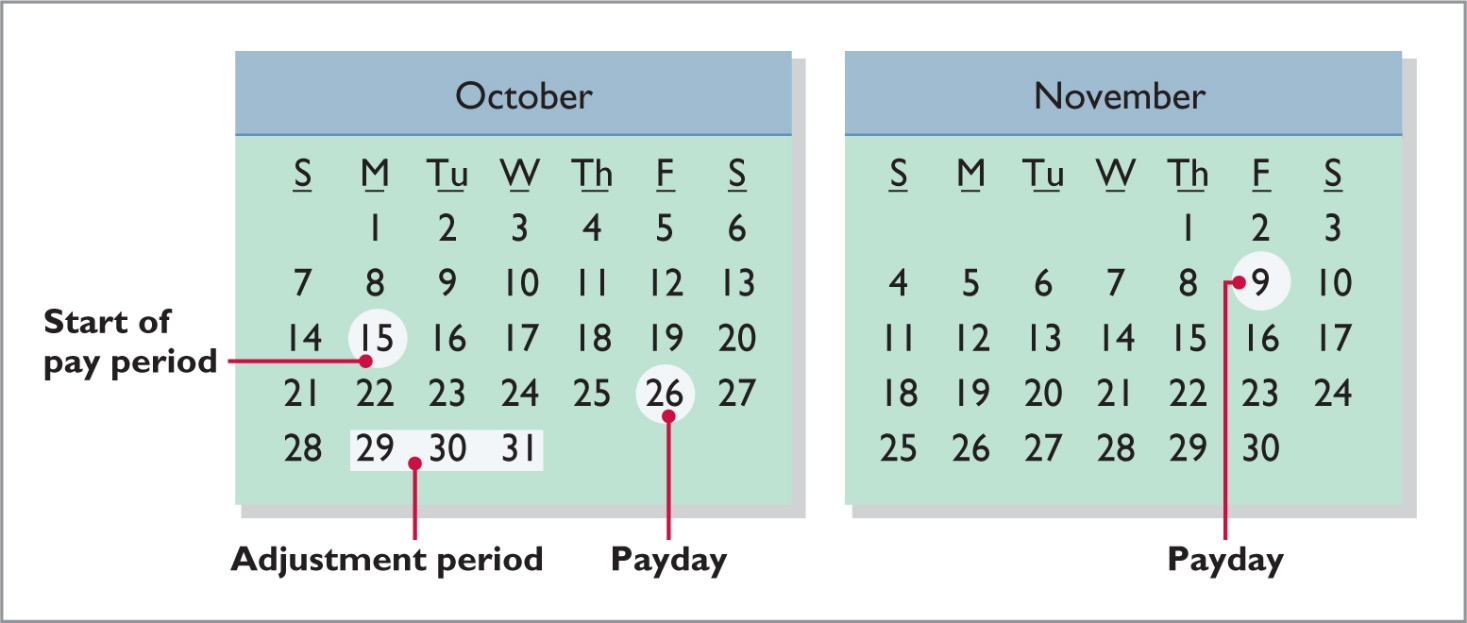 October
S M Tu W Th F S
1 2 3 4 5 6
7 8 9 10 11 12 13
14 15 16 17 18 19 20
21 22 23 24 25 26 27
28 29 30 31
November
S M Tu W Th F S
1 2 3
4 5 6 7 8 9 10
11 12 13 14 15 16 17
18 19 20 21 22 23 24
25 26 27 28 29 30
Start of
pay period
Adjustment period
Payday
Payday